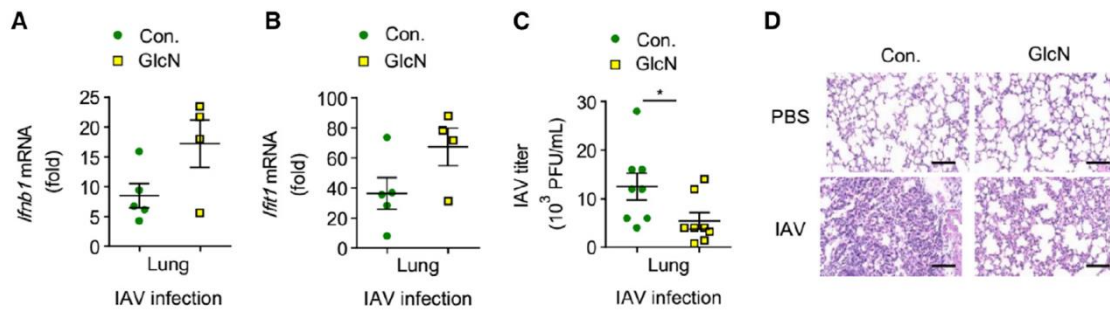 A
Con.
GlcN
Ifnb1 mRNA
(fold)
25
20
15
10
5
0
Lung
IAV infection
B
Con.
GlcN
Ifit1 mRNA
(fold)
100
80
60
40
20
0
Lung
IAV infection
C
Con.
GlcN
IAV titer
(10³ PFU/mL)
30
20
10
0
*
Lung
IAV infection
D
Con. GlcN
PBS
IAV